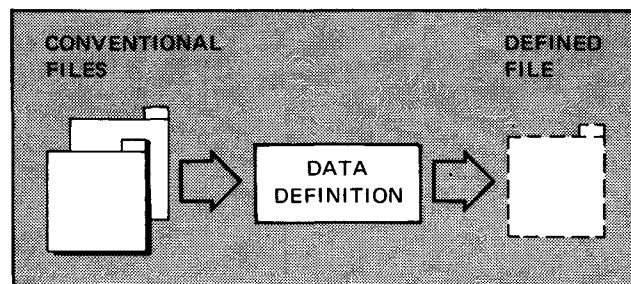 CONVENTIONAL
FILES
DEFINED
FILE
DATA
DEFINITION